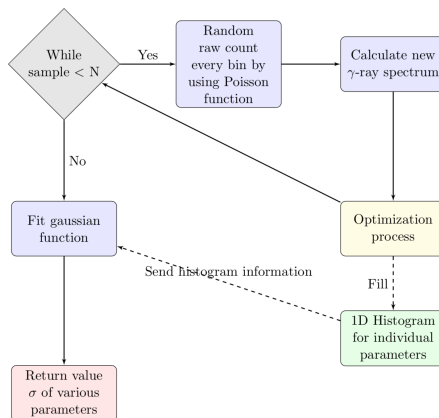 While
sample < N
Yes
Random
raw count
every bin by
using Poisson
function
Calculate new
γ-ray spectrum
No
Fit gaussian
function
Optimization
process
Send histogram information
Fill
1D Histogram
for individual
parameters
Return value
σ of various
parameters